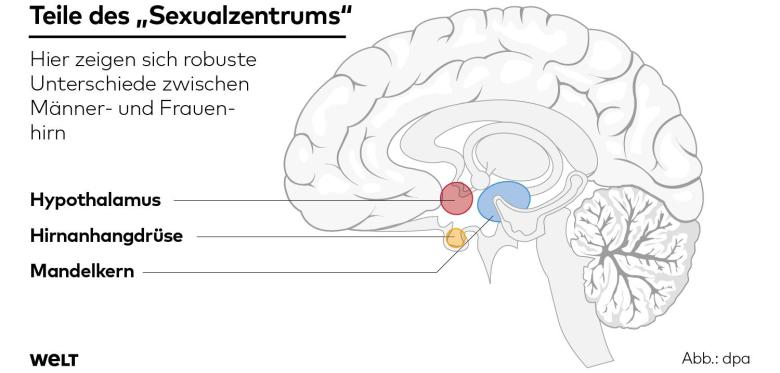 Teile des „Sexualzentrums“
Hier zeigen sich robuste
Unterschiede zwischen
Männer- und Frauen-
hirn
Hypothalamus
Hirnanhangdrüse
Mandelkern
WELT
Abb.: dpa